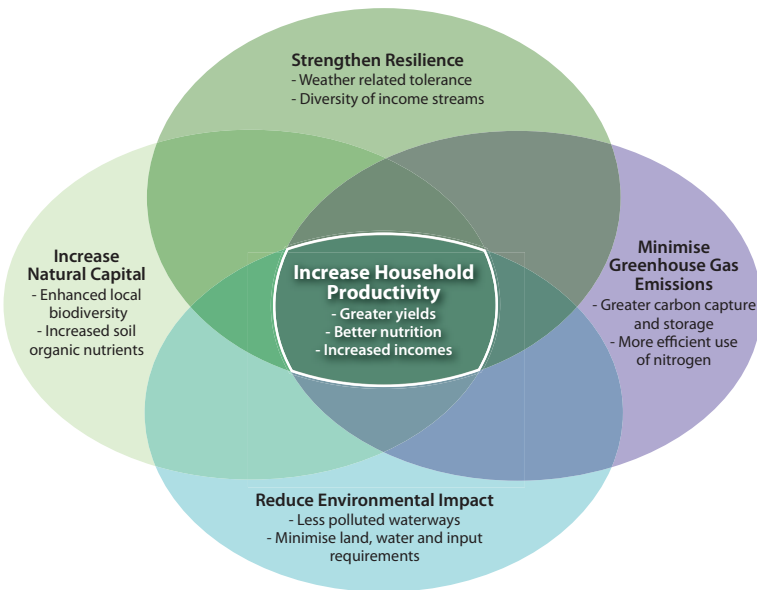 Strengthen Resilience
- Weather related tolerance
- Diversity of income streams
Increase
Natural Capital
- Enhanced local
biodiversity
- Increased soil
organic nutrients
Increase Household
Productivity
- Greater yields
- Better nutrition
- Increased incomes
Minimise
Greenhouse Gas
Emissions
- Greater carbon capture
and storage
- More efficient use
of nitrogen
Reduce Environmental Impact
- Less polluted waterways
- Minimise land, water and input
requirements